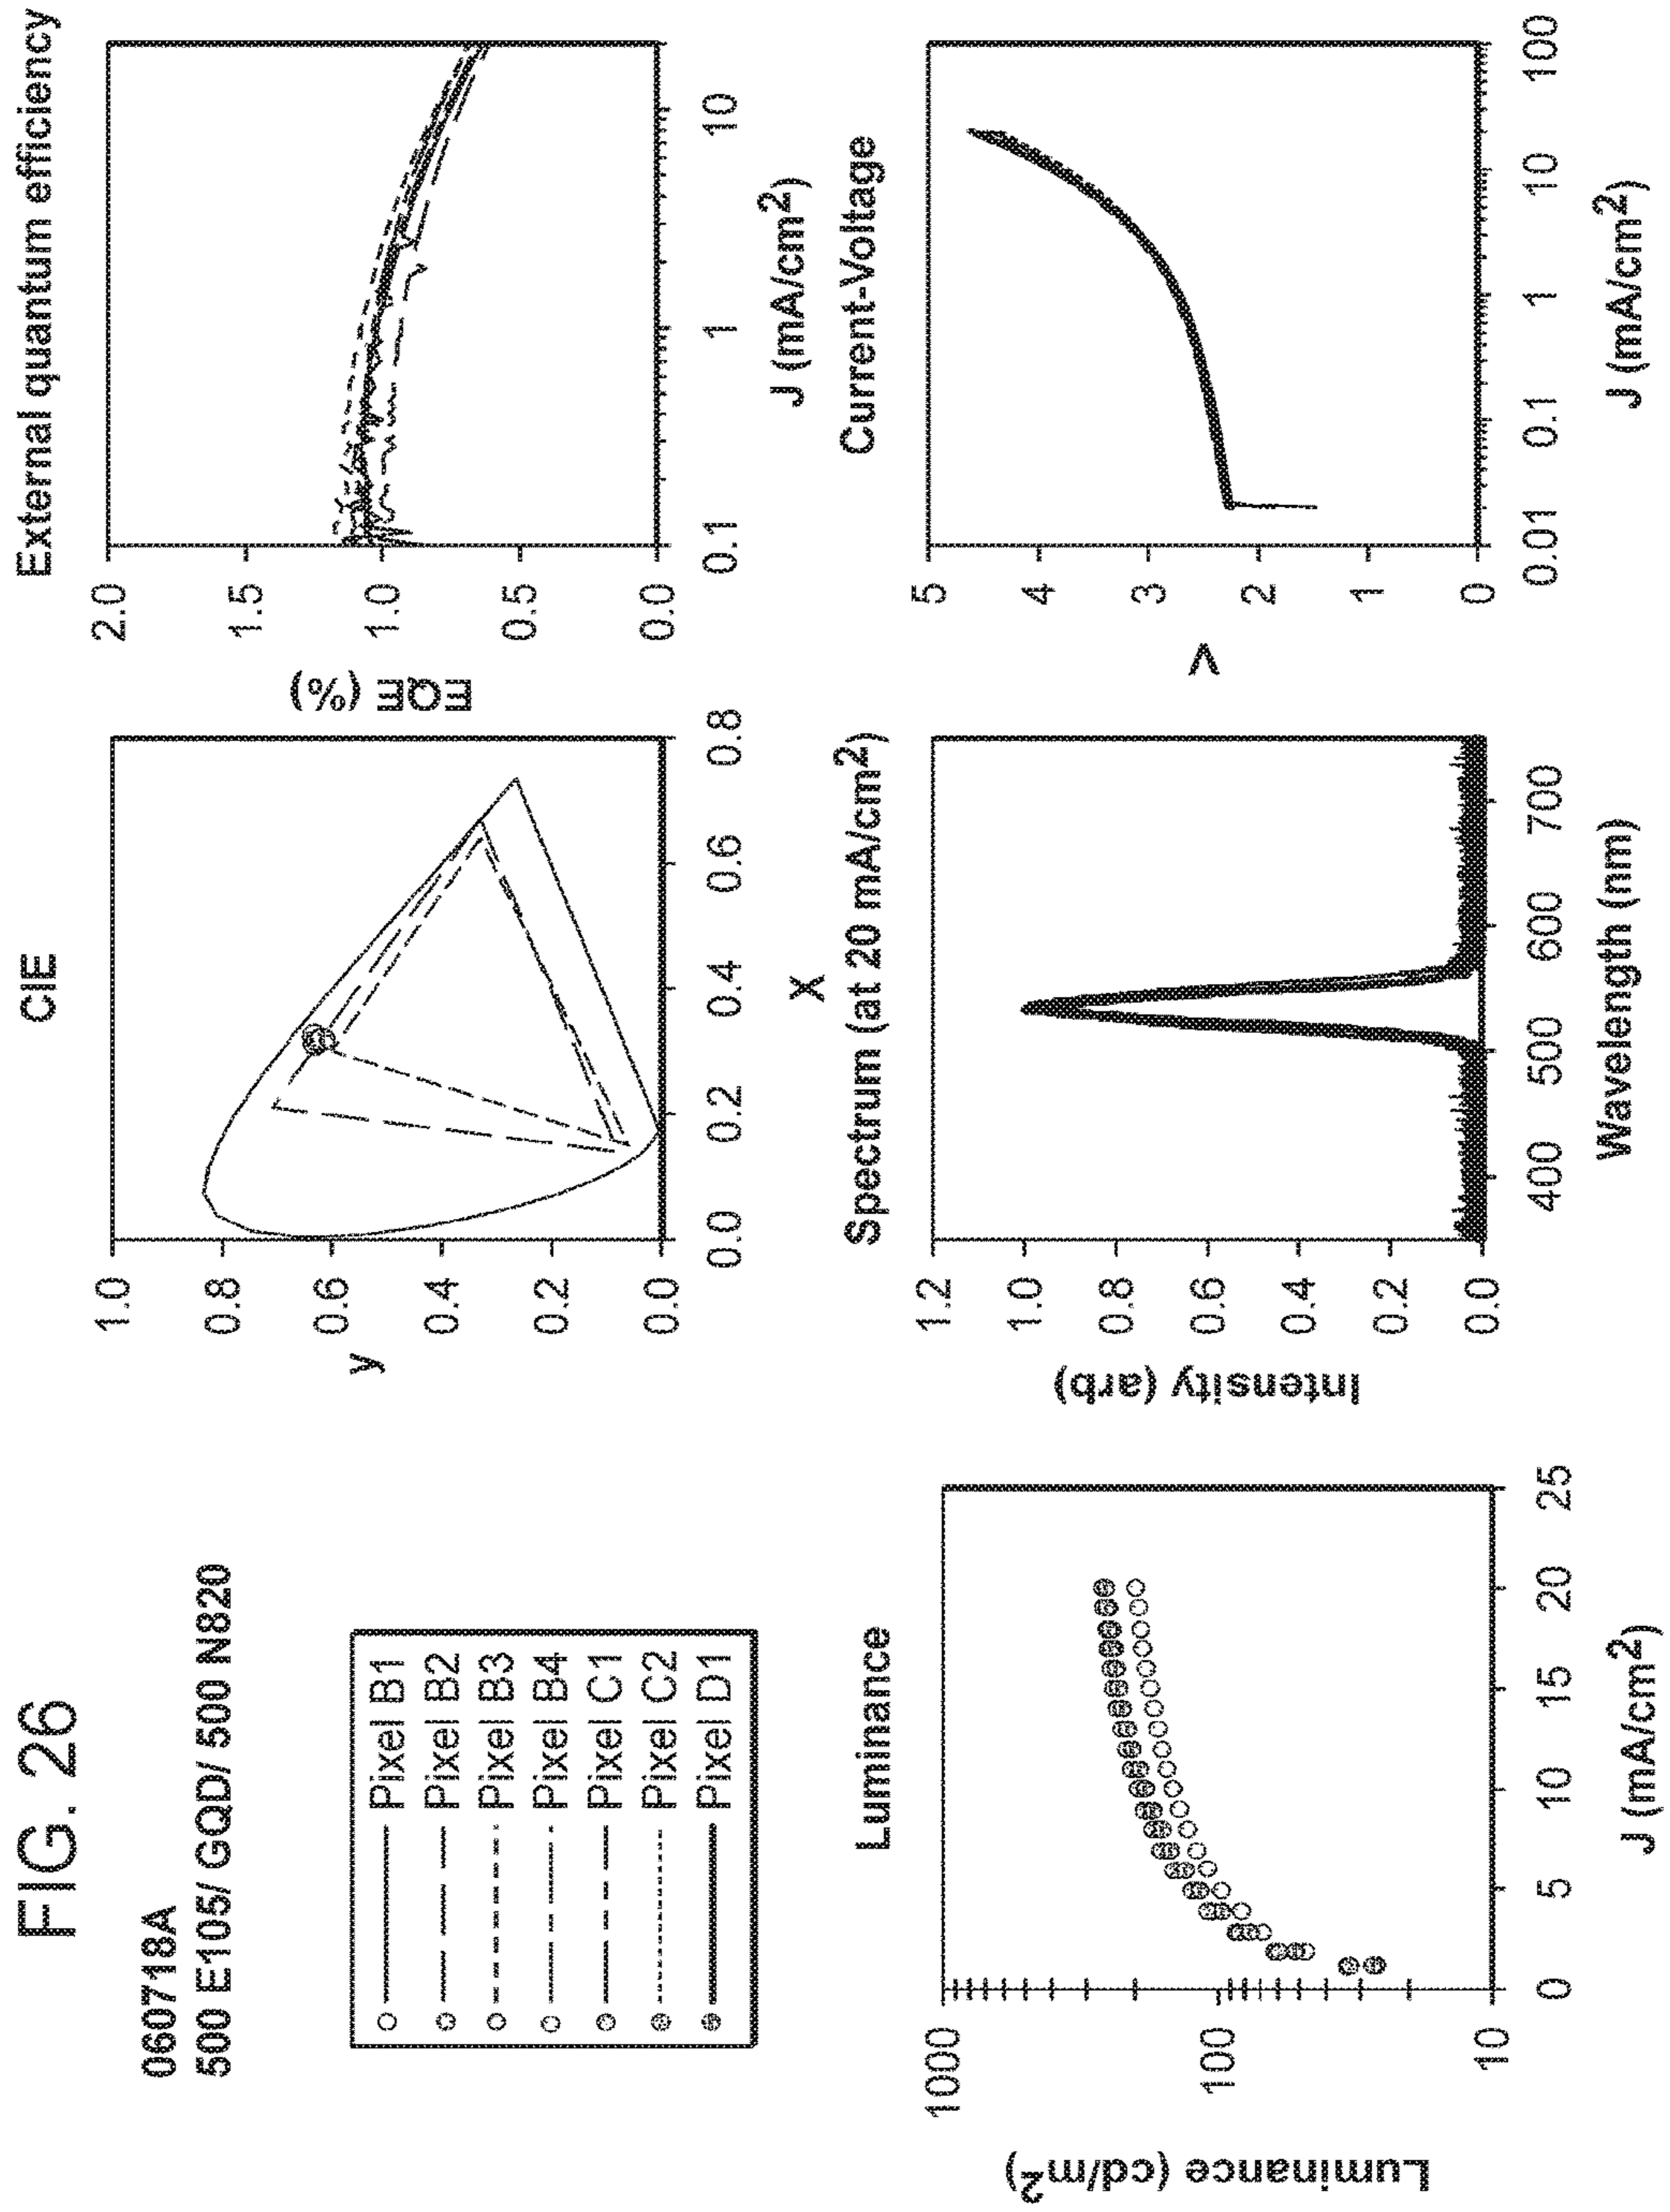 FIG. 26
060718A
500 E105/ GQD/ 500 N820
Pixel B1
Pixel B2
Pixel B3
Pixel B4
Pixel C1
Pixel C2
Pixel D1
CIE
y
1.0
0.8
0.6
0.4
0.2
0.0
0.0 0.2 0.4 0.6 0.8
X
External quantum efficiency
EQE (%)
2.0
1.5
1.0
0.5
0.0
0.1 1 10
J (mA/cm²)
Luminance
Luminance (cd/m²)
1000
100
10
0 5 10 15 20 25
J (mA/cm²)
Spectrum (at 20 mA/cm²)
Intensity (arb)
1.2
1.0
0.8
0.6
0.4
0.2
0.0
400 500 600 700
Wavelength (nm)
Current-Voltage
V
5
4
3
2
1
0
0.01 0.1 1 10 100
J (mA/cm²)